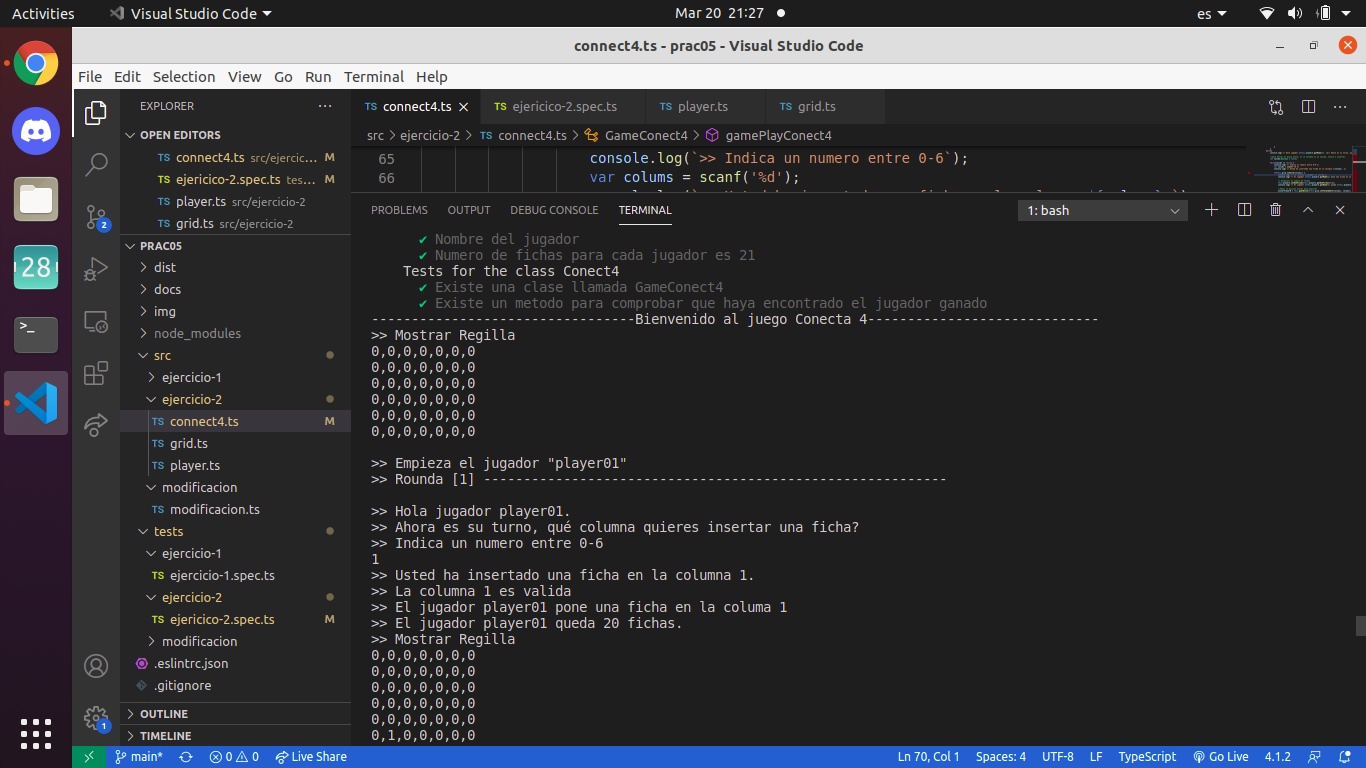 Activities
Visual Studio Code
Mar 20 21:27
es
connect4.ts - prac05 - Visual Studio Code
File Edit Selection View Go Run Terminal Help
EXPLORER
TS connect4.ts
TS ejericico-2.spec.ts
TS player.ts
TS grid.ts
OPEN EDITORS
TS connect4.ts src/ejercic... M
TS ejericico-2.spec.ts tes... M
TS player.ts src/ejercicio-2
TS grid.ts src/ejercicio-2
PRAC05
dist
docs
img
node_modules
src
ejercicio-1
ejercicio-2
TS connect4.ts M
TS grid.ts
TS player.ts
modificacion
TS modificacion.ts
tests
ejercicio-1
TS ejercicio-1.spec.ts
ejercicio-2
TS ejericico-2.spec.ts M
modificacion
.eslintrc.json
.gitignore
OUTLINE
TIMELINE
src > ejercicio-2 > TS connect4.ts > GameConect4 > gamePlayConect4
65 console.log(`>> Indica un numero entre 0-6`);
66 var colums = scanf('%d');
PROBLEMS OUTPUT DEBUG CONSOLE TERMINAL
1: bash
✔ Nombre del jugador
✔ Numero de fichas para cada jugador es 21
Tests for the class Conect4
✔ Existe una clase llamada GameConect4
✔ Existe un metodo para comprobar que haya encontrado el jugador ganado
---------------------------------Bienvenido al juego Conecta 4-----------------------------
>> Mostrar Regilla
0,0,0,0,0,0,0
0,0,0,0,0,0,0
0,0,0,0,0,0,0
0,0,0,0,0,0,0
0,0,0,0,0,0,0
0,0,0,0,0,0,0
>> Empieza el jugador "player01"
>> Rounda [1] ----------------------------------------------------------
>> Hola jugador player01.
>> Ahora es su turno, qué columna quieres insertar una ficha?
>> Indica un numero entre 0-6
1
>> Usted ha insertado una ficha en la columna 1.
>> La columna 1 es valida
>> El jugador player01 pone una ficha en la columa 1
>> El jugador player01 queda 20 fichas.
>> Mostrar Regilla
0,0,0,0,0,0,0
0,0,0,0,0,0,0
0,0,0,0,0,0,0
0,0,0,0,0,0,0
0,0,0,0,0,0,0
0,1,0,0,0,0,0
28
2
1
main*
0 0
Live Share
Ln 70, Col 1
Spaces: 4
UTF-8
LF
TypeScript
Go Live
4.1.2